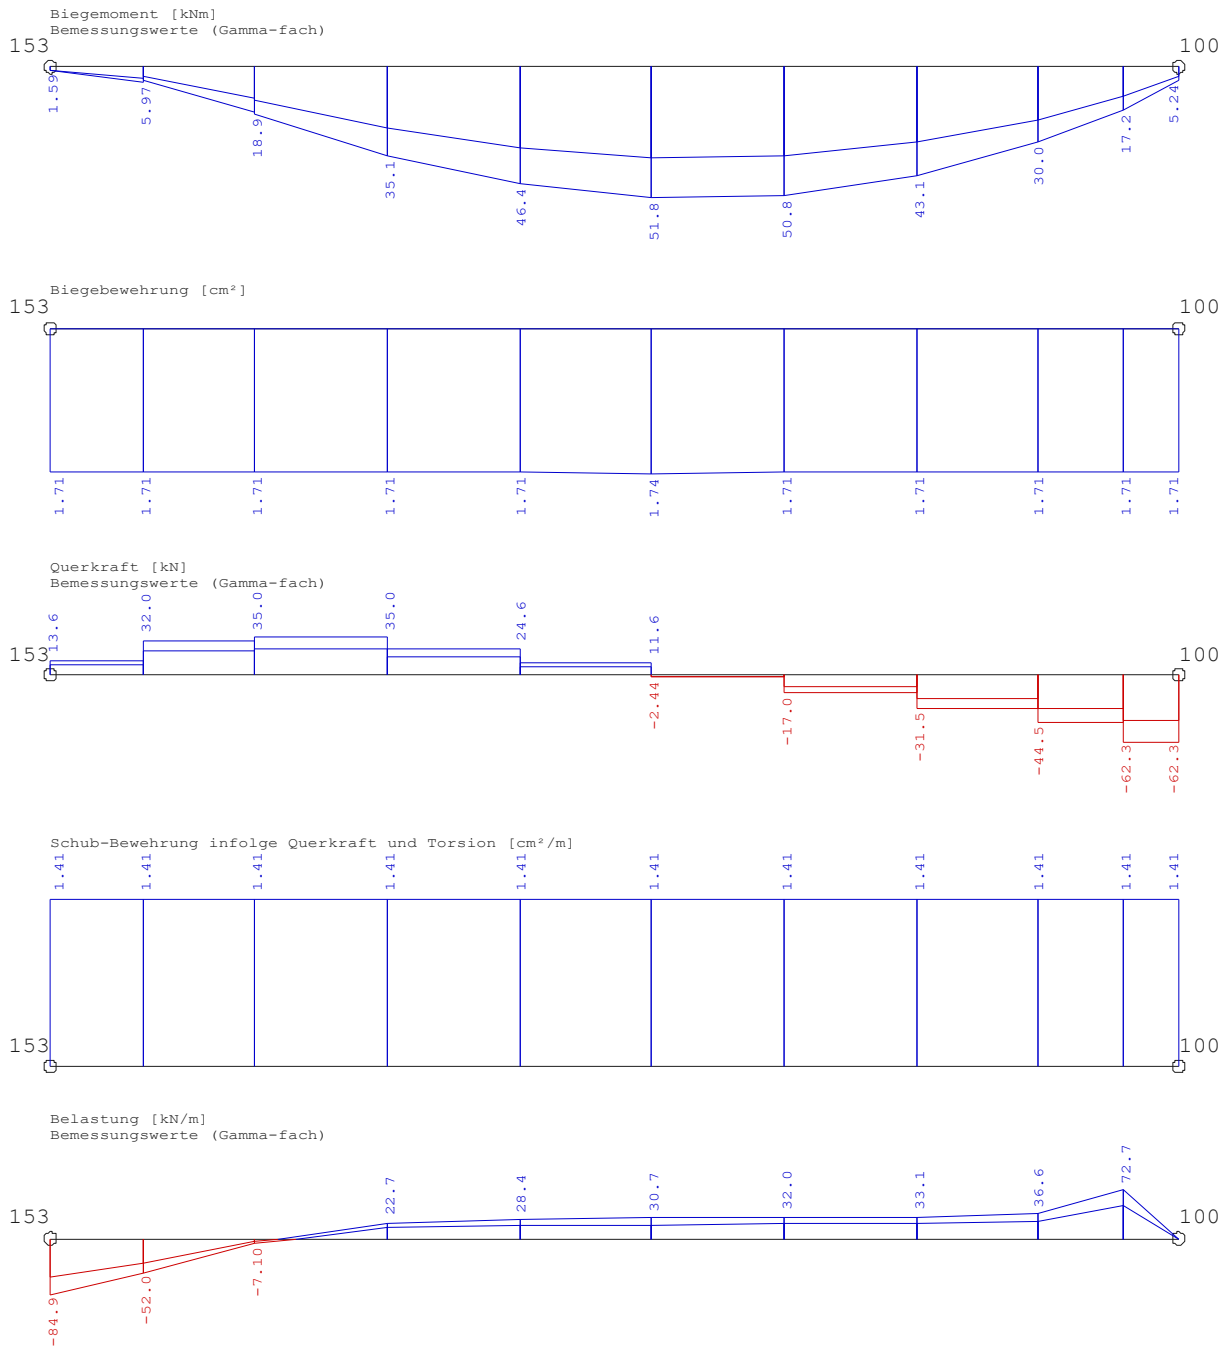 Biegemoment [kNm]
Bemessungswerte (Gamma-fach)
153 100
1.59 5.97 18.9 35.1 46.4 51.8 50.8 43.1 30.0 17.2 5.24
Biegebewehrung [cm²]
153 100
1.71 1.71 1.71 1.71 1.71 1.74 1.71 1.71 1.71 1.71 1.71
Querkraft [kN]
Bemessungswerte (Gamma-fach)
13.6 32.0 35.0 35.0 24.6 11.6
153 100
-2.44 -17.0 -31.5 -44.5 -62.3 -62.3
Schub-Bewehrung infolge Querkraft und Torsion [cm²/m]
1.41 1.41 1.41 1.41 1.41 1.41 1.41 1.41 1.41 1.41 1.41
153 100
Belastung [kN/m]
Bemessungswerte (Gamma-fach)
22.7 28.4 30.7 32.0 33.1 36.6 72.7
153 100
-84.9 -52.0 -7.10